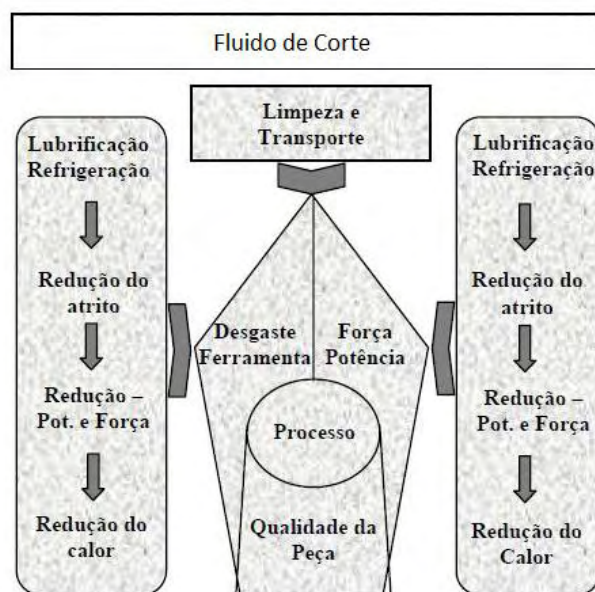 Fluido de Corte
Limpeza e
Transporte
Lubrificação
Refrigeração
Redução do
atrito
Redução –
Pot. e Força
Redução do
calor
Desgaste
Ferramenta
Força
Potência
Processo
Qualidade da
Peça
Lubrificação
Refrigeração
Redução do
atrito
Redução –
Pot. e Força
Redução do
Calor